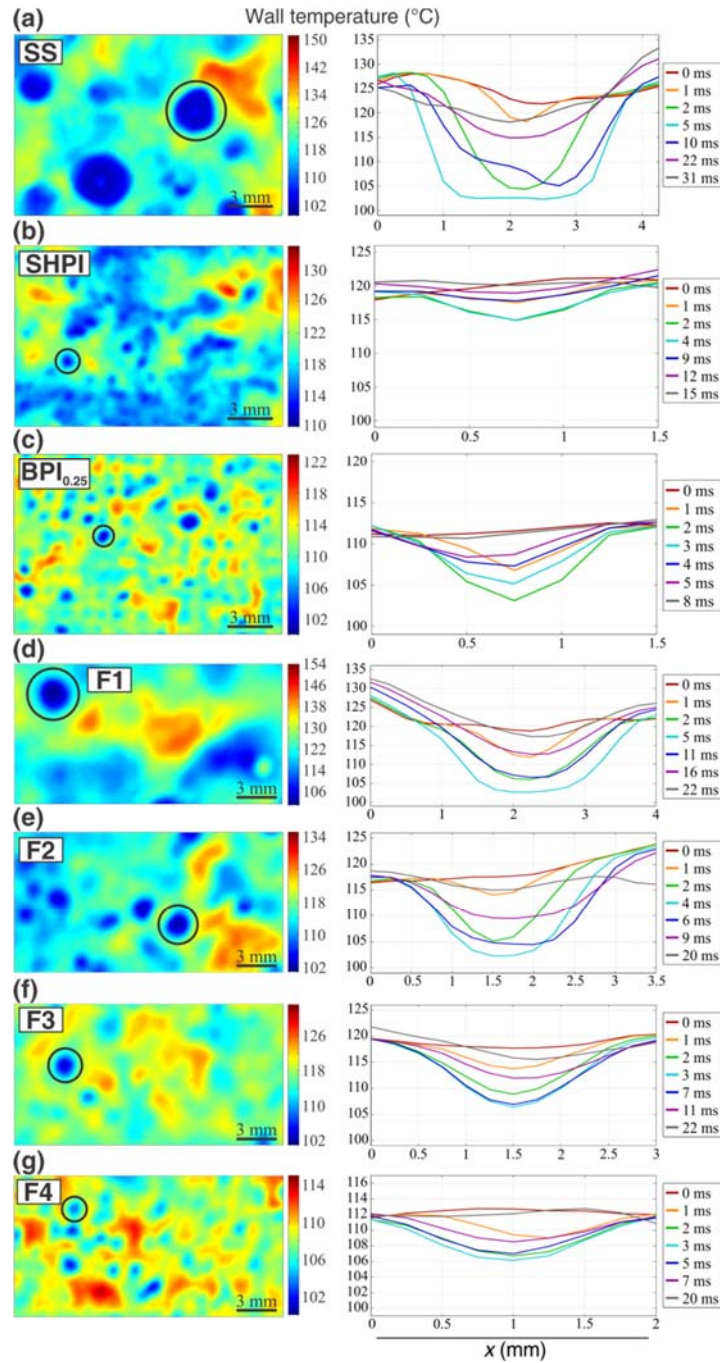 Wall temperature (°C)
(a)
SS
3 mm
150
142
134
126
118
110
102
135
130
125
120
115
110
105
100
0 1 2 3 4
0 ms
1 ms
2 ms
5 ms
10 ms
22 ms
31 ms
(b)
SHPI
3 mm
130
126
122
118
114
110
125
120
115
110
105
100
0 0.5 1 1.5
0 ms
1 ms
2 ms
4 ms
9 ms
12 ms
15 ms
(c)
BPI0.25
3 mm
122
119
116
113
110
107
104
101
120
115
110
105
100
0 0.5 1 1.5
0 ms
1 ms
2 ms
3 ms
4 ms
5 ms
8 ms
(d)
F1
3 mm
154
146
138
130
122
114
106
135
130
125
120
115
110
105
100
0 1 2 3 4
0 ms
1 ms
2 ms
5 ms
11 ms
16 ms
22 ms
(e)
F2
3 mm
134
126
118
110
102
125
120
115
110
105
100
0 0.5 1.0 1.5 2.0 2.5 3.0 3.5
0 ms
1 ms
2 ms
4 ms
6 ms
9 ms
20 ms
(f)
F3
3 mm
126
118
110
102
125
120
115
110
105
100
0 0.5 1 1.5 2 2.5 3
0 ms
1 ms
2 ms
3 ms
7 ms
11 ms
22 ms
(g)
F4
3 mm
114
110
106
102
116
114
112
110
108
106
104
102
100
0 0.5 1 1.5 2
0 ms
1 ms
2 ms
3 ms
5 ms
7 ms
20 ms
x (mm)